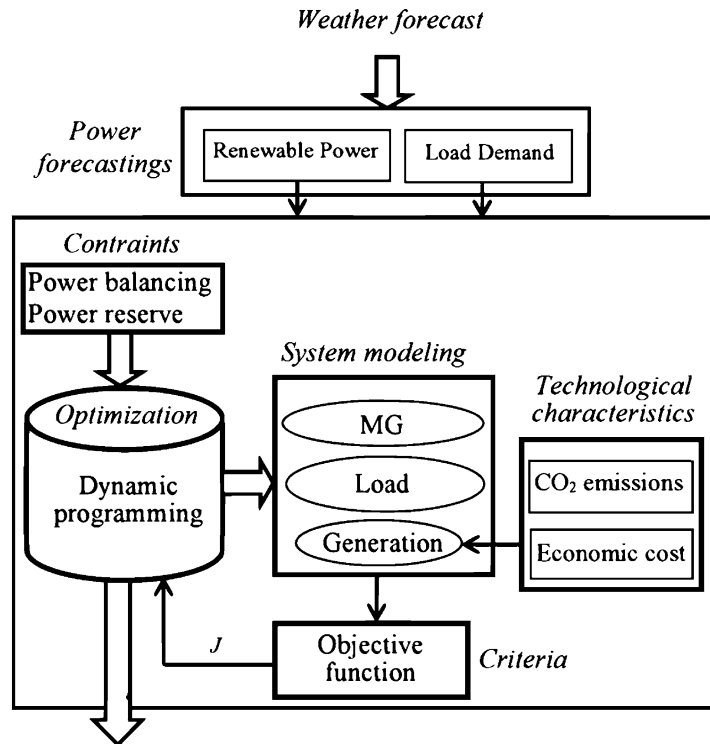 Weather forecast
Power
forecastings
Renewable Power
Load Demand
Contraints
Power balancing
Power reserve
System modeling
Technological
characteristics
Optimization
Dynamic
programming
MG
Load
Generation
CO₂ emissions
Economic cost
J
Objective
function
Criteria